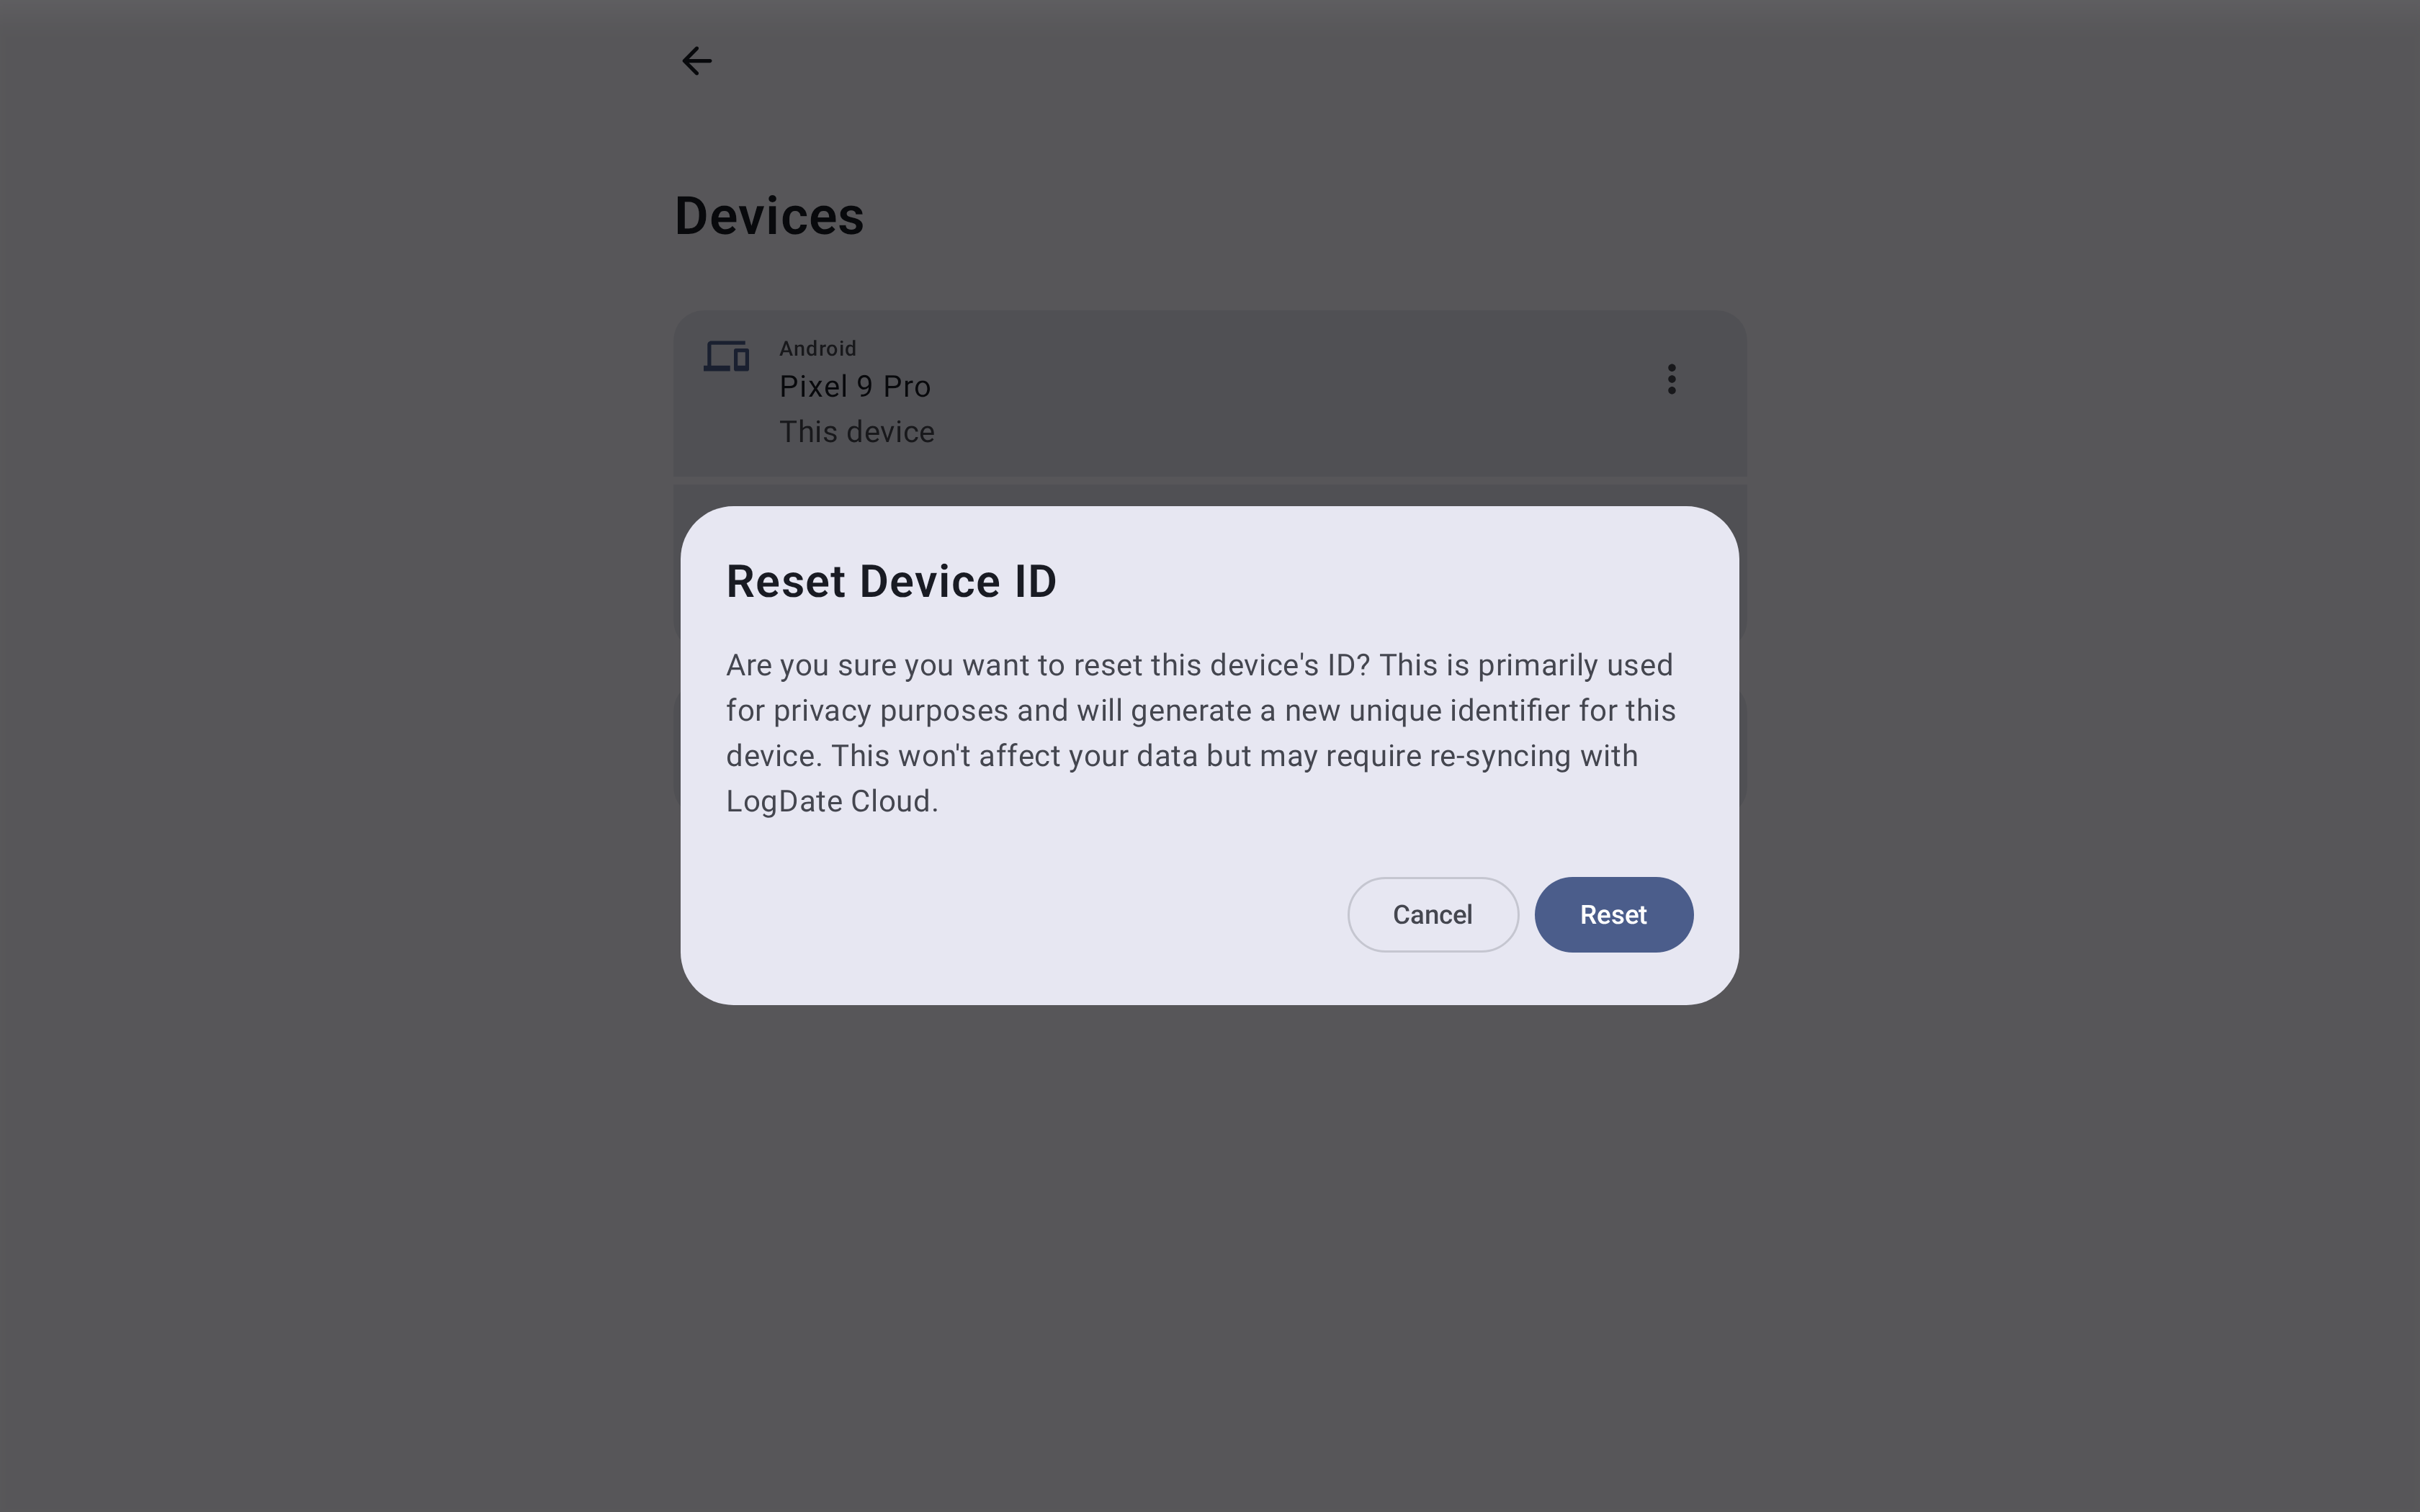 Devices
Android
Pixel 9 Pro
This device
Reset Device ID
Are you sure you want to reset this device's ID? This is primarily used
for privacy purposes and will generate a new unique identifier for this
device. This won't affect your data but may require re-syncing with
LogDate Cloud.
Cancel
Reset